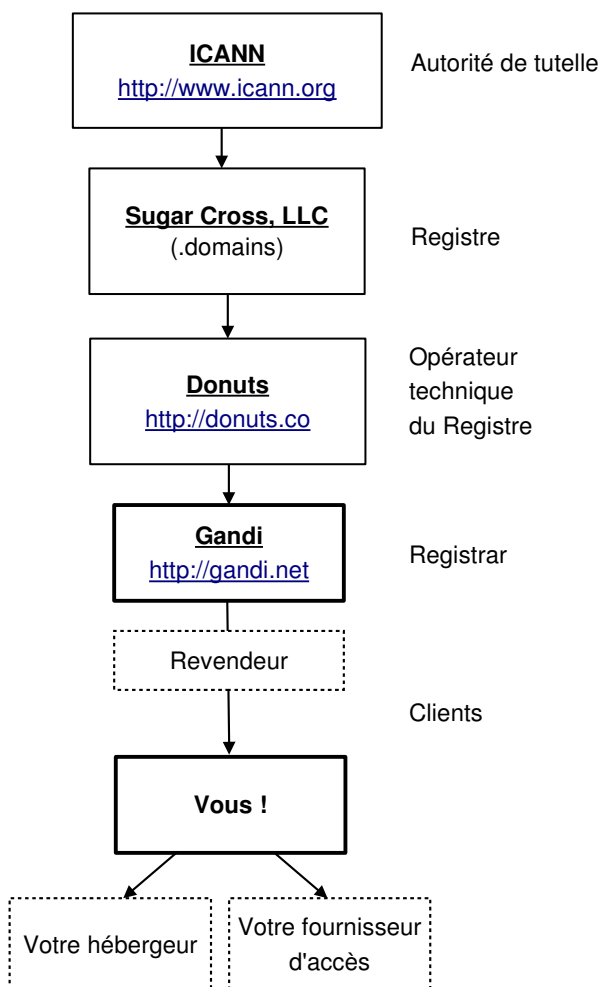 ICANN
http://www.icann.org
Autorité de tutelle
Sugar Cross, LLC
(.domains)
Registre
Donuts
http://donuts.co
Opérateur
technique
du Registre
Gandi
http://gandi.net
Registrar
Revendeur
Clients
Vous !
Votre hébergeur
Votre fournisseur
d'accès